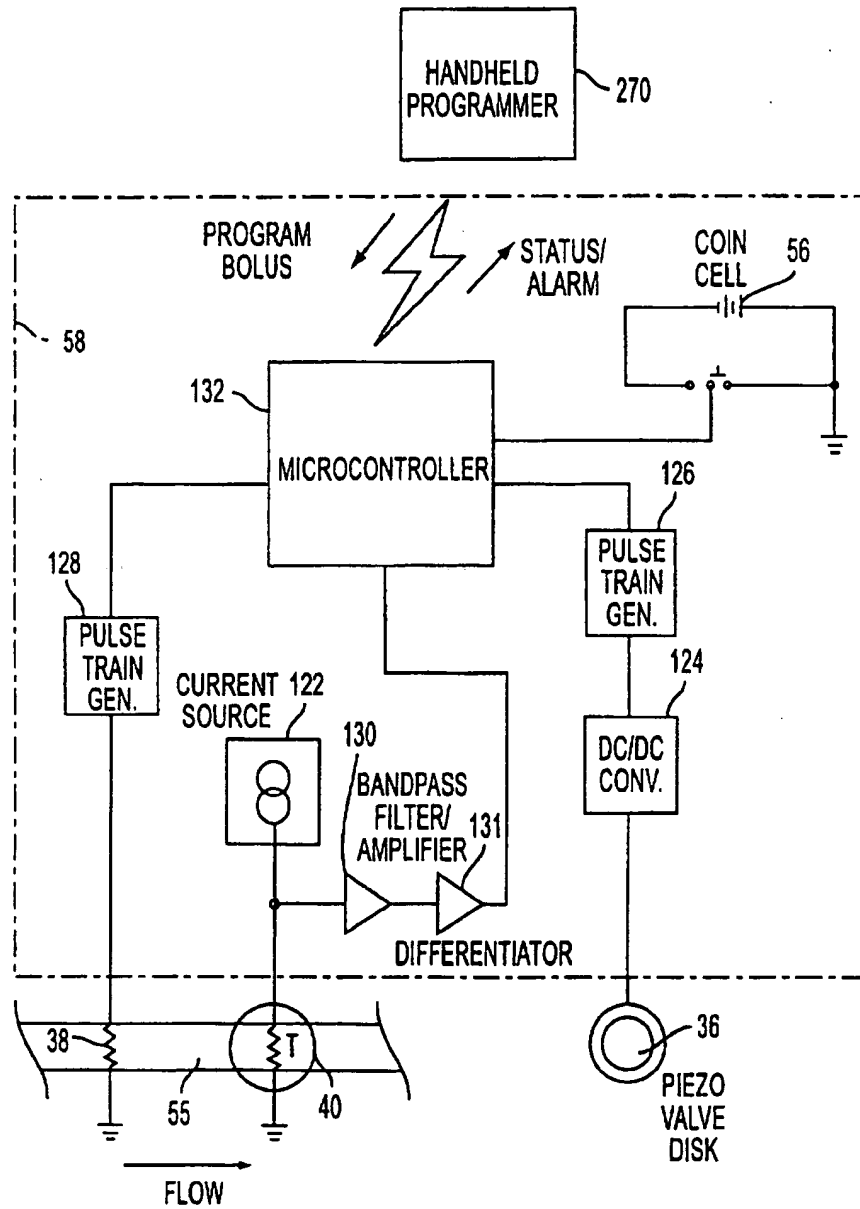 HANDHELD
PROGRAMMER
270
PROGRAM
BOLUS
STATUS/
ALARM
COIN
CELL
56
58
132
MICROCONTROLLER
126
PULSE
TRAIN
GEN.
128
PULSE
TRAIN
GEN.
124
DC/DC
CONV.
CURRENT 122
SOURCE
130
BANDPASS
FILTER/
AMPLIFIER
131
DIFFERENTIATOR
38
55
T
40
36
PIEZO
VALVE
DISK
FLOW